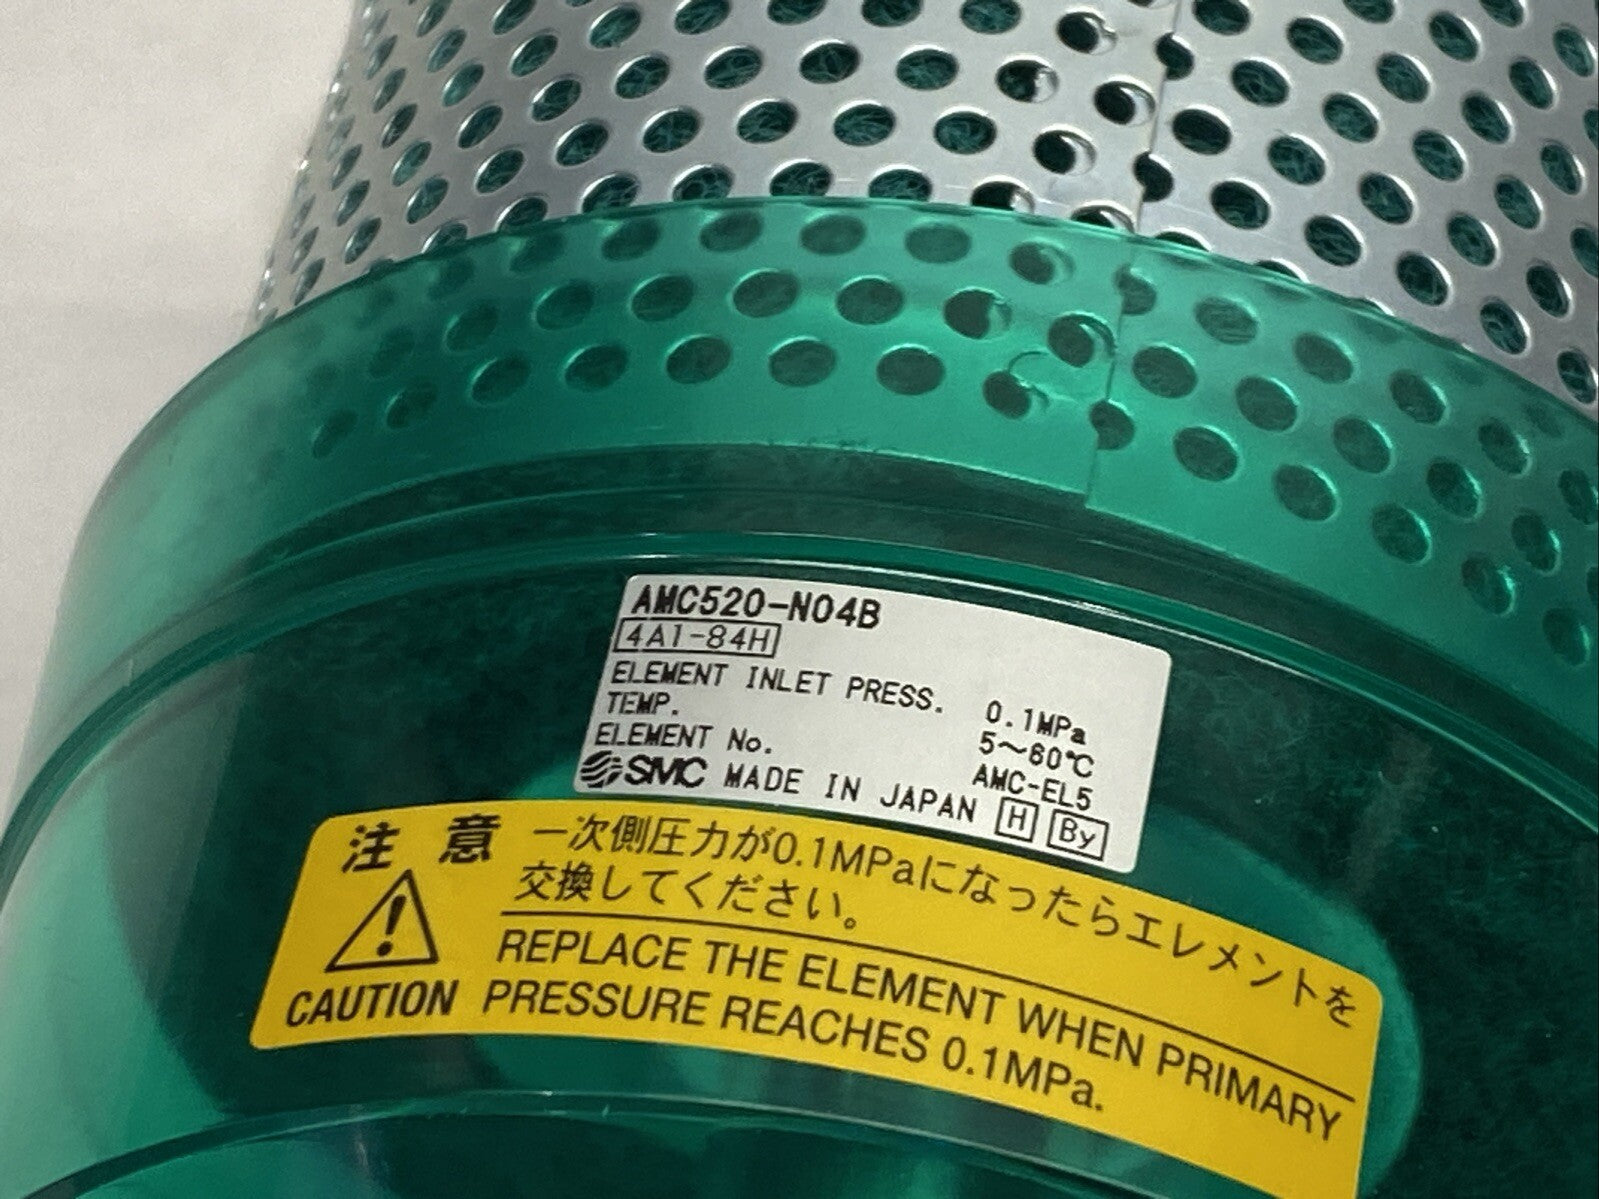 AMC520-N04B
4A1-84H
ELEMENT INLET PRESS. 0.1MPa
TEMP. 5～60℃
ELEMENT No. AMC-EL5
SMC MADE IN JAPAN H By
注意 一次側圧力が0.1MPaになったらエレメントを
交換してください。
CAUTION REPLACE THE ELEMENT WHEN PRIMARY
PRESSURE REACHES 0.1MPa.